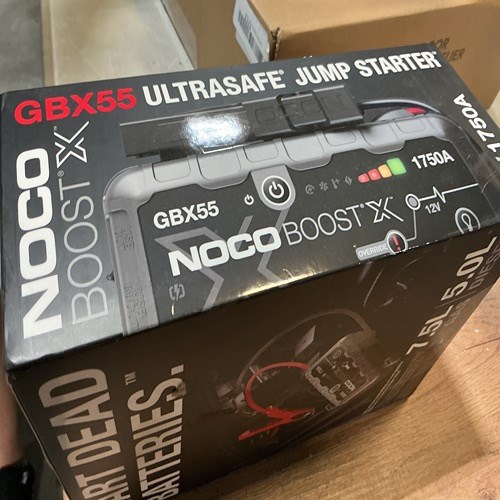 GBX55 ULTRASAFE® JUMP STARTER
NOCO
BOOST® X
1750A
GBX55
1750A
NOCO BOOST® X
12V
OVERRIDE
7.5L 5.0L
ART DEAD
BATTERIES.™